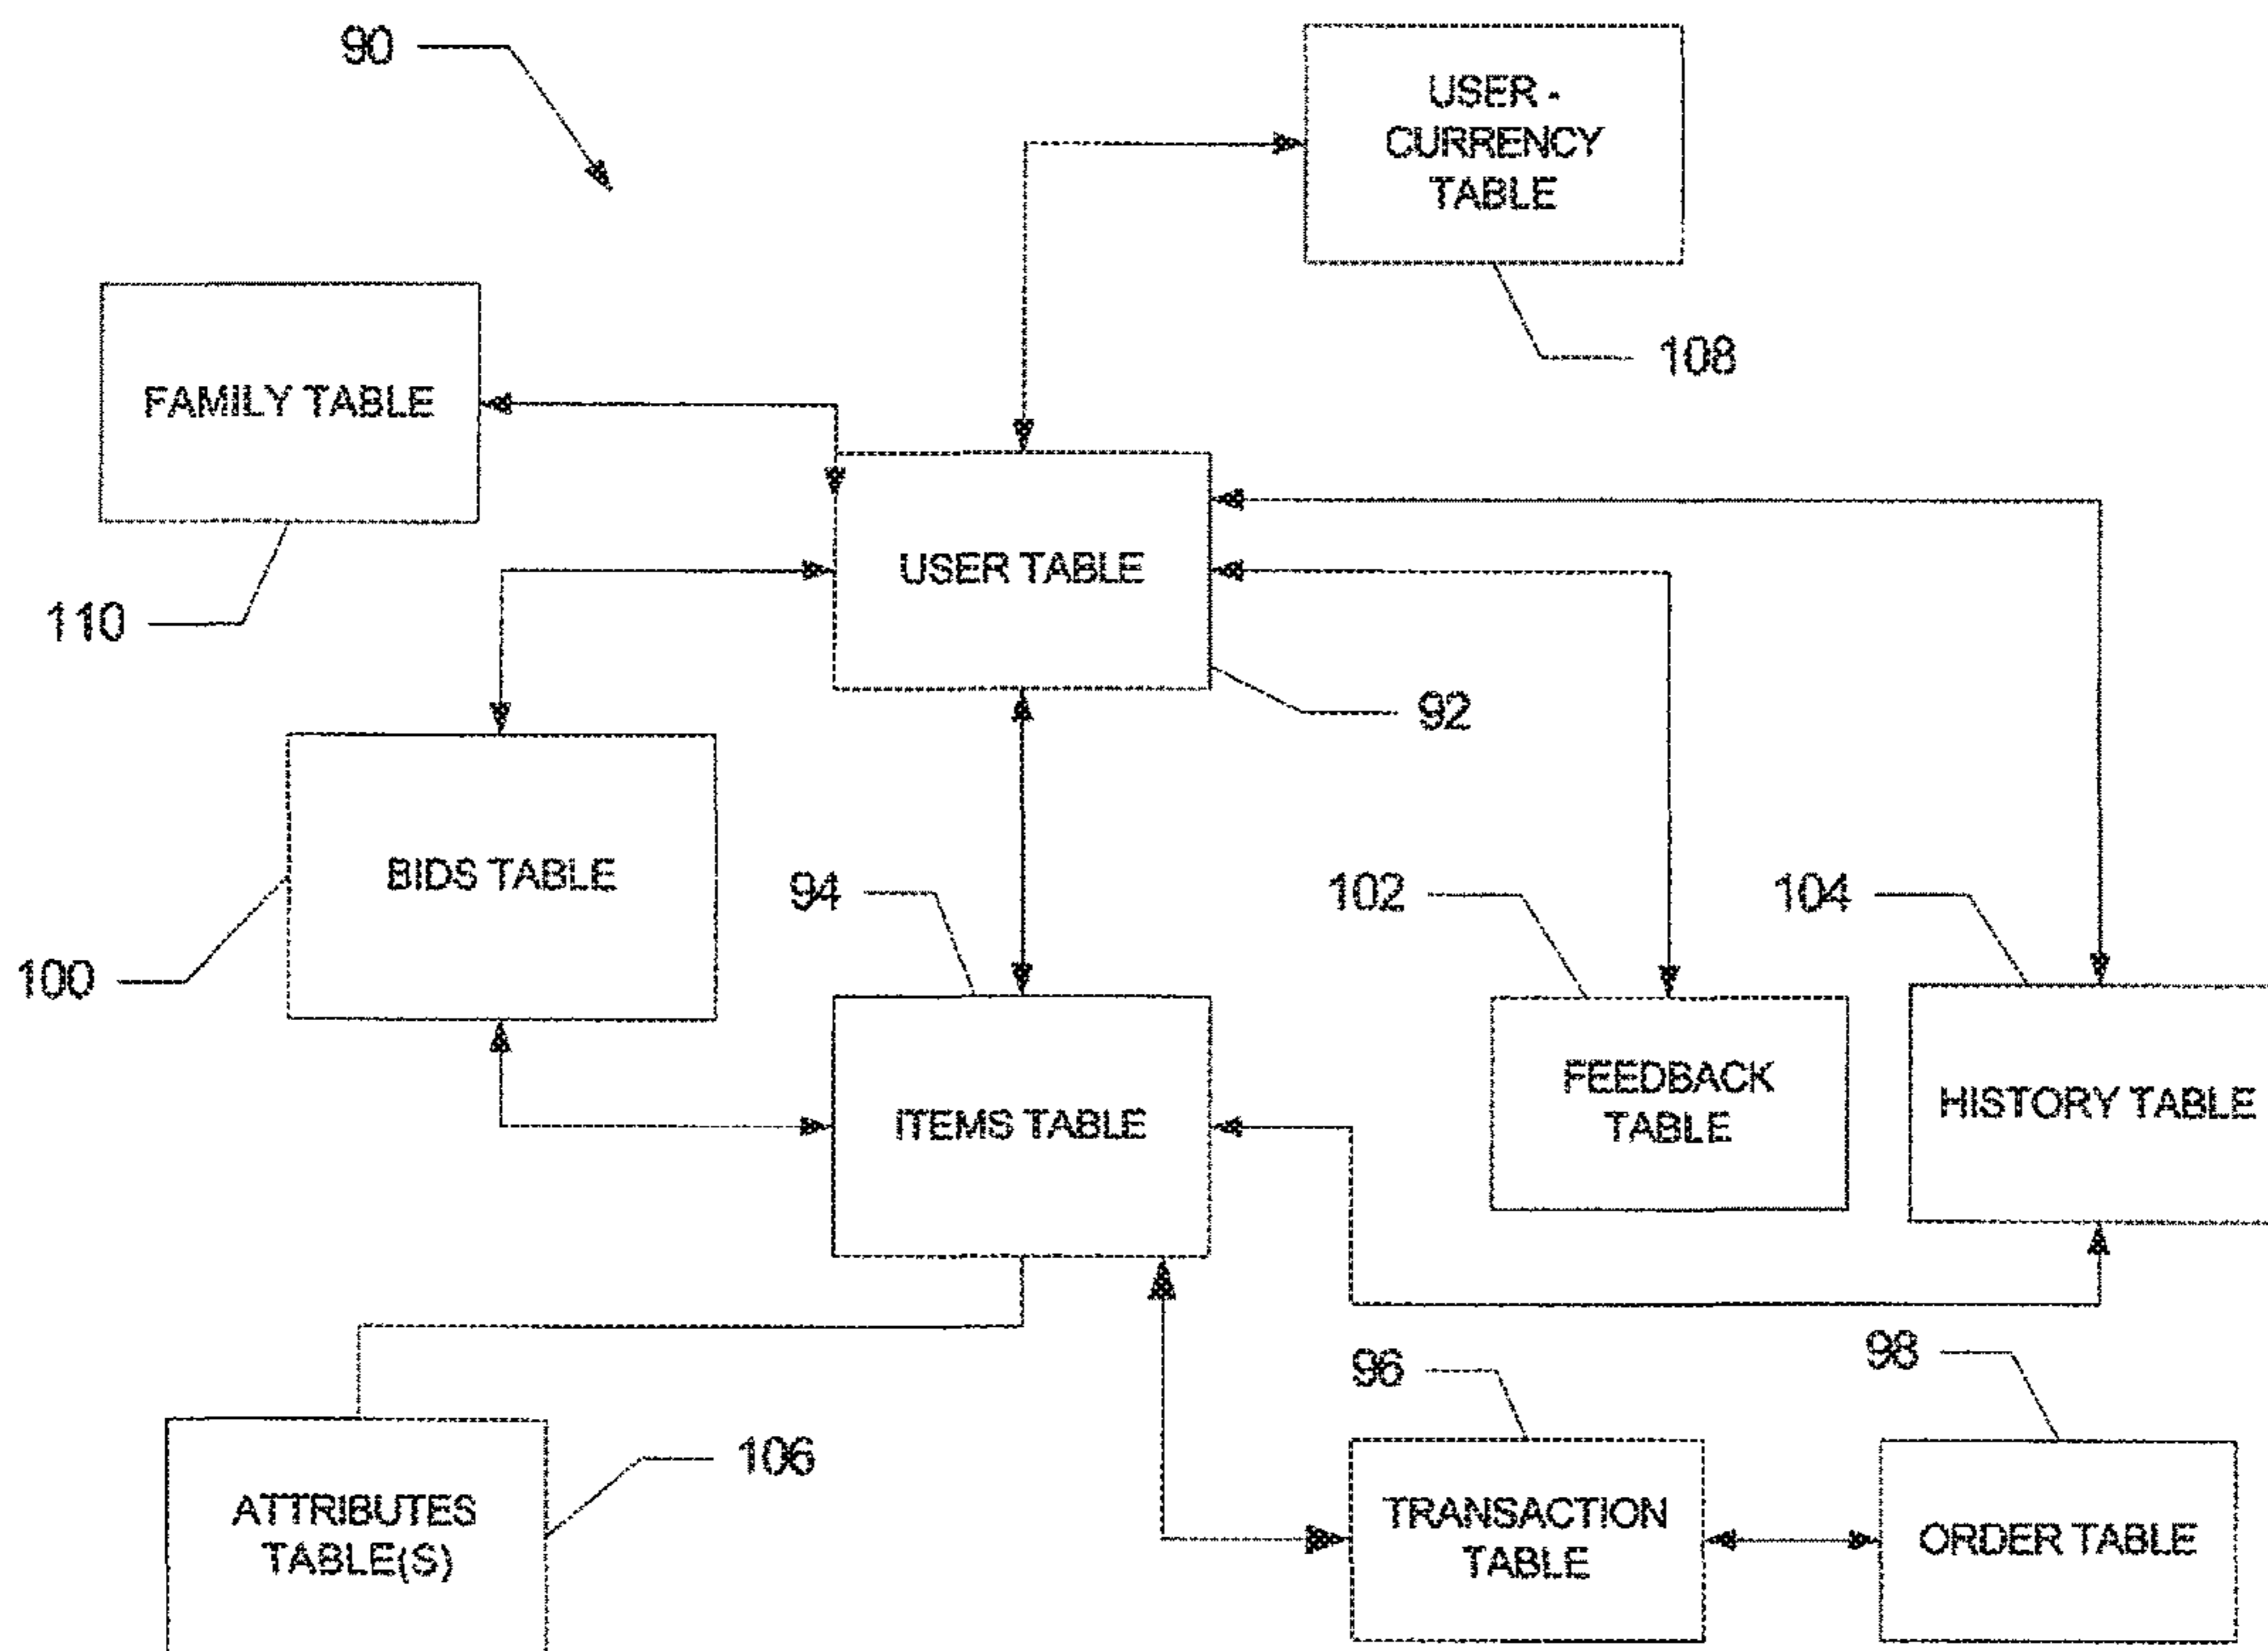 90
USER -
CURRENCY
TABLE
108
FAMILY TABLE
110
USER TABLE
92
BIDS TABLE
100
94
102
104
ITEMS TABLE
FEEDBACK
TABLE
HISTORY TABLE
96
98
106
ATTRIBUTES
TABLE(S)
TRANSACTION
TABLE
ORDER TABLE